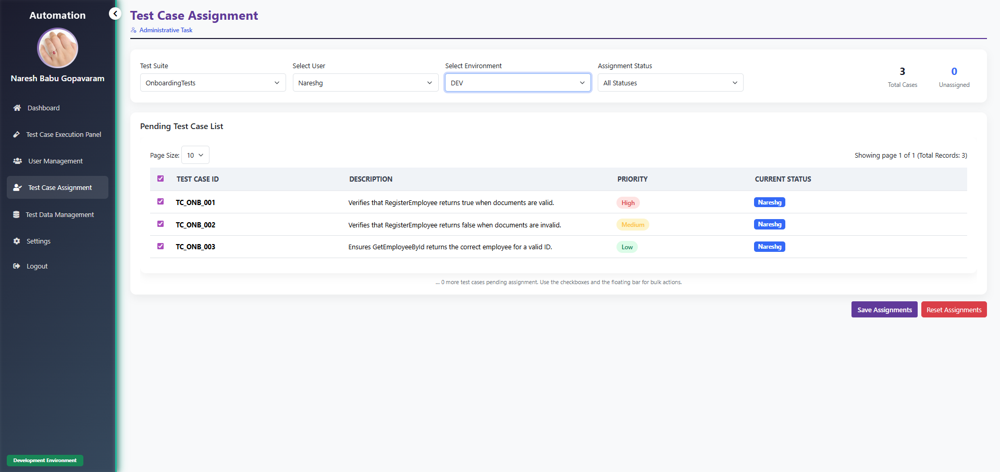 Automation
Naresh Babu Gopavaram
Dashboard
Test Case Execution Panel
User Management
Test Case Assignment
Test Data Management
Settings
Logout
Development Environment
Test Case Assignment
Administrative Task
Test Suite
OnboardingTests
Select User
Nareshg
Select Environment
DEV
Assignment Status
All Statuses
3
Total Cases
0
Unassigned
Pending Test Case List
Page Size: 10
Showing page 1 of 1 (Total Records: 3)
TEST CASE ID DESCRIPTION PRIORITY CURRENT STATUS
TC_ONB_001 Verifies that RegisterEmployee returns true when documents are valid. High Nareshg
TC_ONB_002 Verifies that RegisterEmployee returns false when documents are invalid. Medium Nareshg
TC_ONB_003 Ensures GetEmployeeById returns the correct employee for a valid ID. Low Nareshg
... 0 more test cases pending assignment. Use the checkboxes and the floating bar for bulk actions.
Save Assignments
Reset Assignments